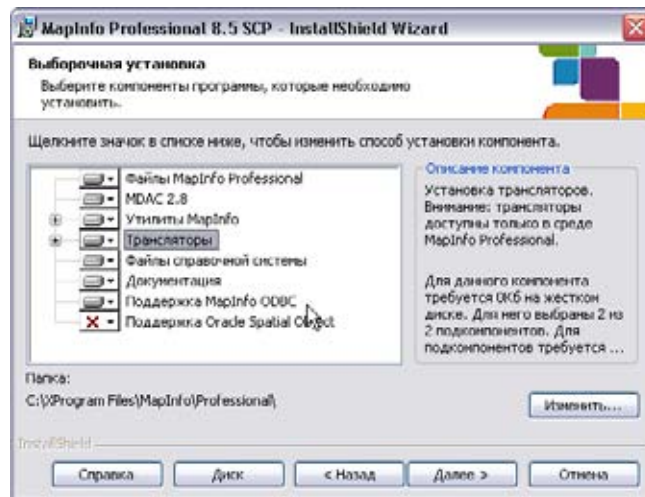 MapInfo Professional 8.5 SCP - InstallShield Wizard
Выборочная установка
Выберите компоненты программы, которые необходимо
установить.
Щелкните значок в списке ниже, чтобы изменить способ установки компонента.
Файлы MapInfo Professional
MDAC 2.8
Утилиты MapInfo
Трансляторы
Файлы справочной системы
Документация
Поддержка MapInfo ODBC
Поддержка Oracle Spatial Object
Описание компонента
Установка трансляторов.
Внимание: трансляторы
доступны только в среде
MapInfo Professional.
Для данного компонента
требуется 0Кб на жестком
диске. Для него выбраны 2 из
2 подкомпонентов. Для
подкомпонентов требуется ...
Папка:
C:\XProgram Files\MapInfo\Professional\
Изменить...
InstallShield
Справка
Диск
< Назад
Далее >
Отмена